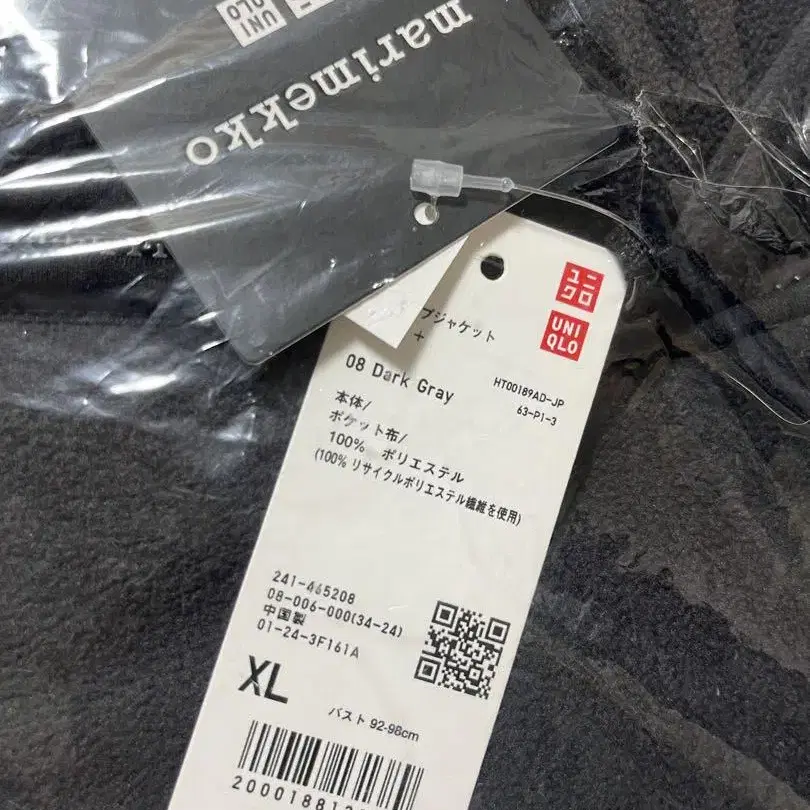 UNI
QLO
marimekko
ユニ
クロ
UNI
QLO
プジャケット
+
08 Dark Gray
HT00189AD-JP
63-P1-3
本体/
ポケット布/
100% ポリエステル
(100% リサイクルポリエステル繊維を使用)
241-465208
08-006-000(34-24)
中国製
01-24-3F161A
XL
バスト 92-98cm
20001881